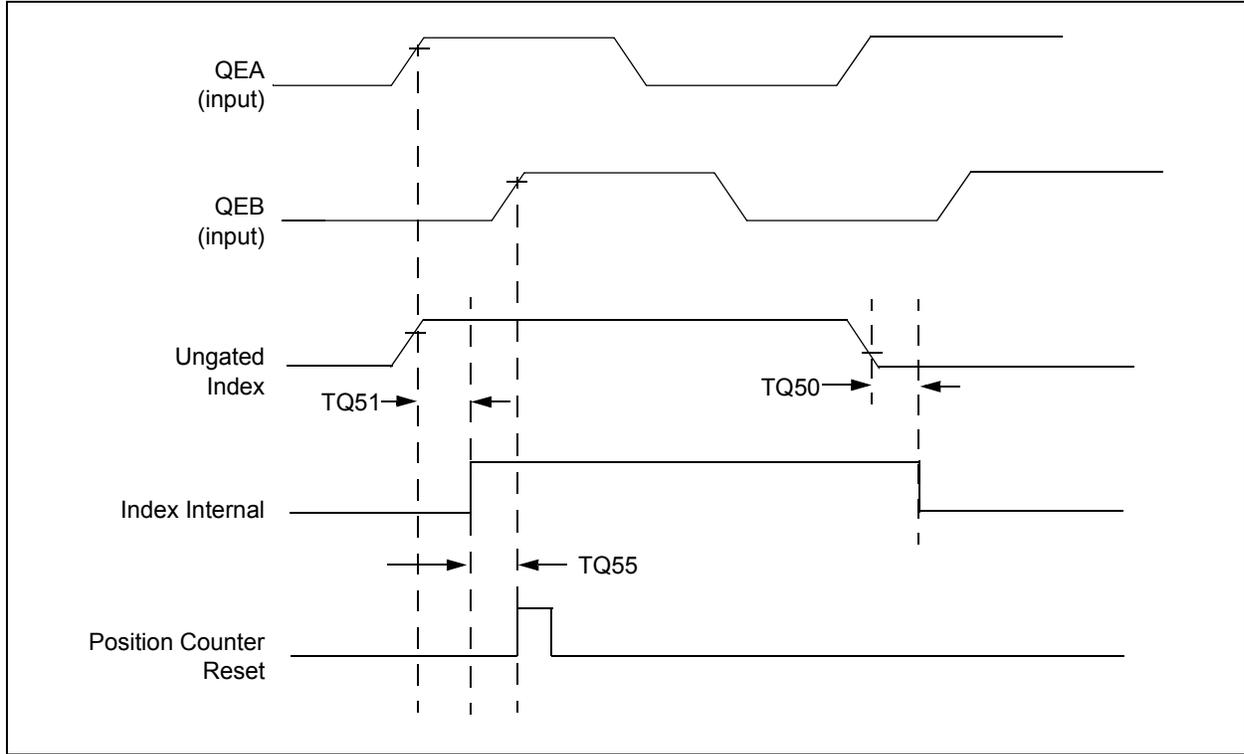 QEA
(input)
QEB
(input)
Ungated
Index
TQ51
TQ50
Index Internal
TQ55
Position Counter
Reset